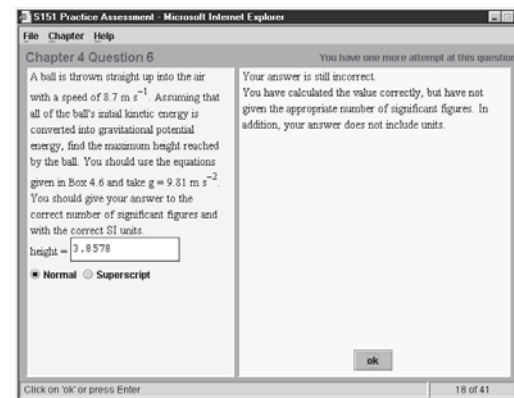 S151 Practice Assessment - Microsoft Internet Explorer
File Chapter Help
Chapter 4 Question 6
You have one more attempt at this question
A ball is thrown straight up into the air
with a speed of 8.7 m s⁻¹. Assuming that
all of the ball's initial kinetic energy is
converted into gravitational potential
energy, find the maximum height reached
by the ball. You should use the equations
given in Box 4.6 and take g = 9.81 m s⁻².
You should give your answer to the
correct number of significant figures and
with the correct SI units.
height = 3.8578
Normal Superscript
Your answer is still incorrect.
You have calculated the value correctly, but have not
given the appropriate number of significant figures. In
addition, your answer does not include units.
ok
Click on 'ok' or press Enter
18 of 41